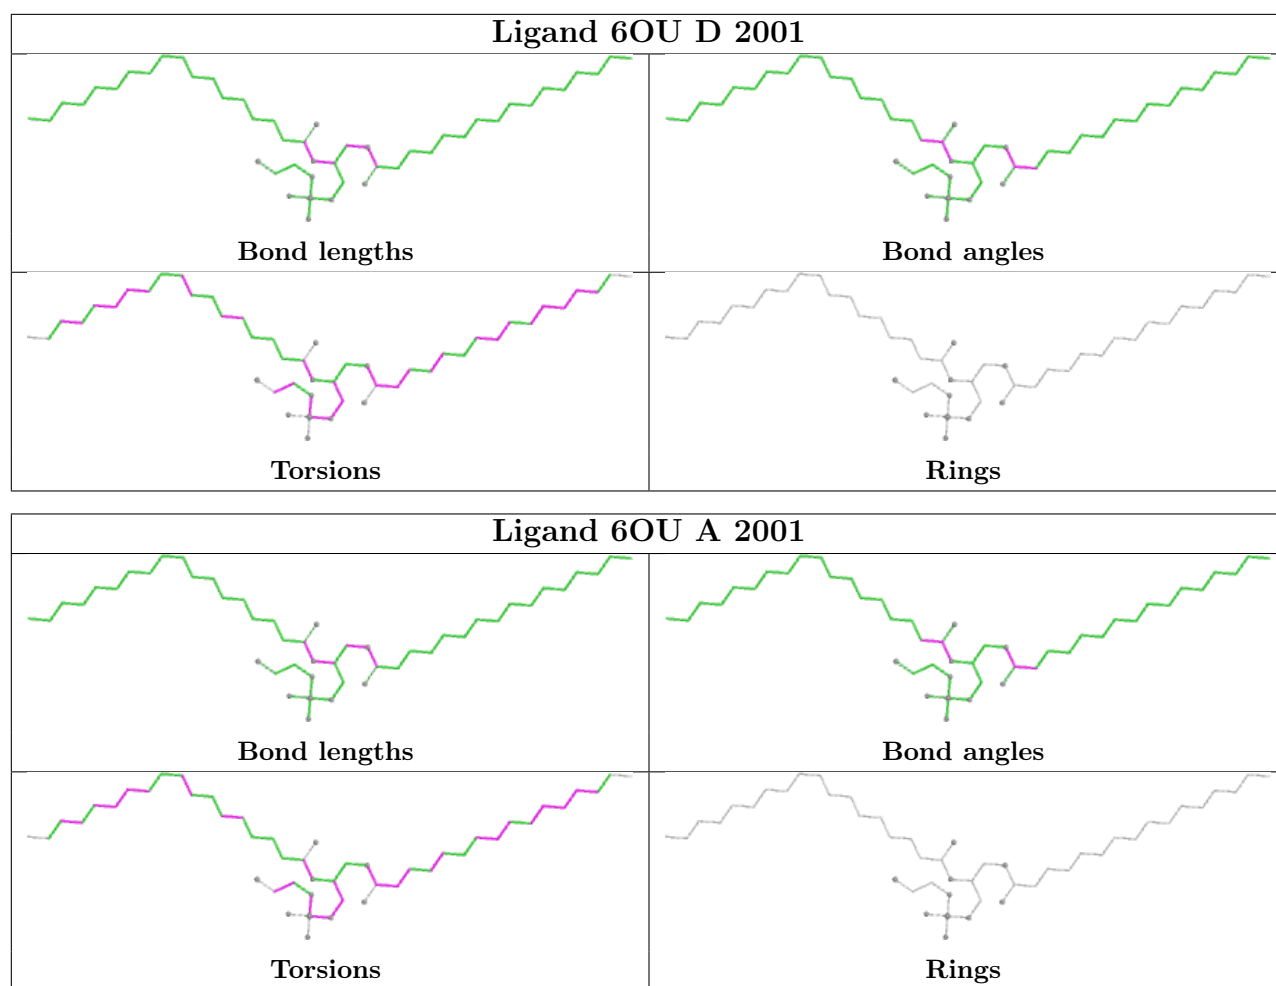 Ligand 6OU D 2001
Bond lengths
Bond angles
Torsions
Rings
Ligand 6OU A 2001
Bond lengths
Bond angles
Torsions
Rings